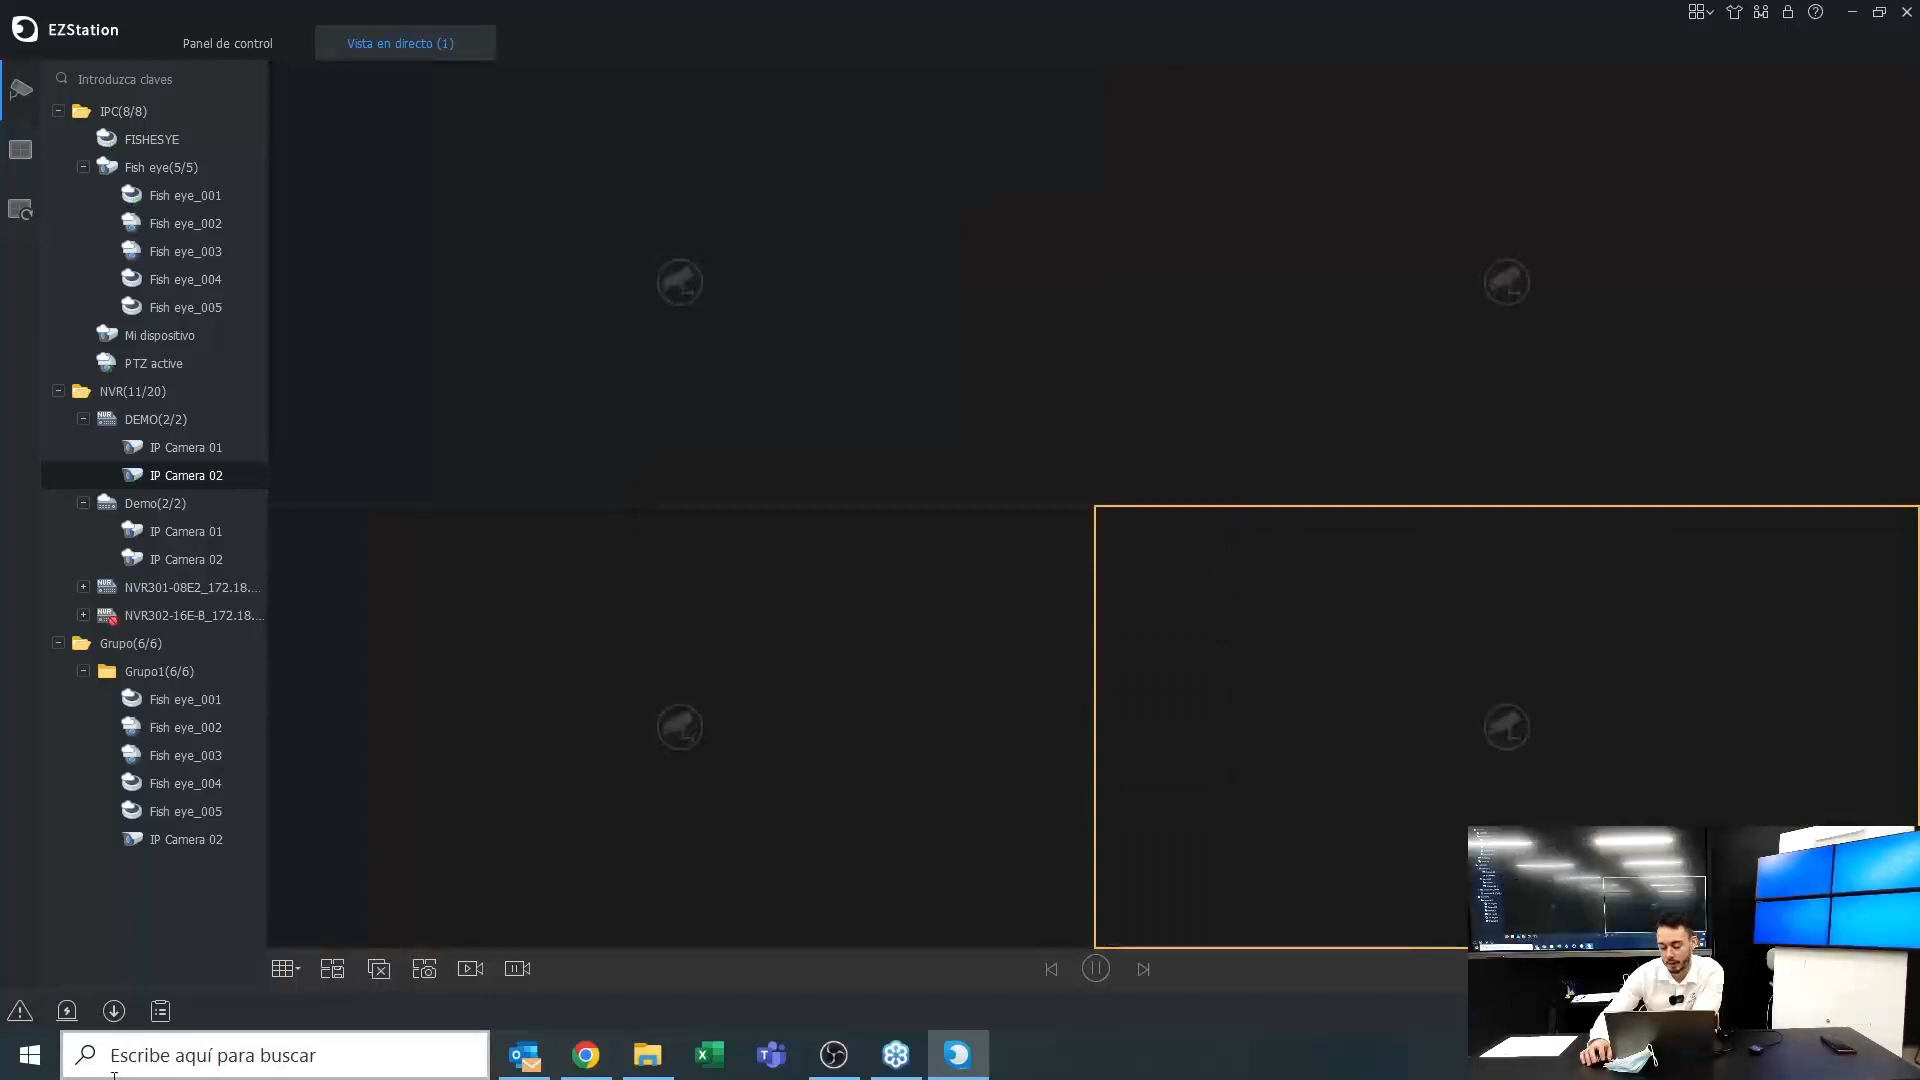 EZStation
Panel de control
Vista en directo (1)
Introduzca claves
IPC(8/8)
FISHESYE
Fish eye(5/5)
Fish eye_001
Fish eye_002
Fish eye_003
Fish eye_004
Fish eye_005
Mi dispositivo
PTZ active
NVR(11/20)
DEMO(2/2)
IP Camera 01
IP Camera 02
Demo(2/2)
IP Camera 01
IP Camera 02
NVR301-08E2_172.18....
NVR302-16E-B_172.18....
Grupo(6/6)
Grupo1(6/6)
Fish eye_001
Fish eye_002
Fish eye_003
Fish eye_004
Fish eye_005
IP Camera 02
Escribe aquí para buscar